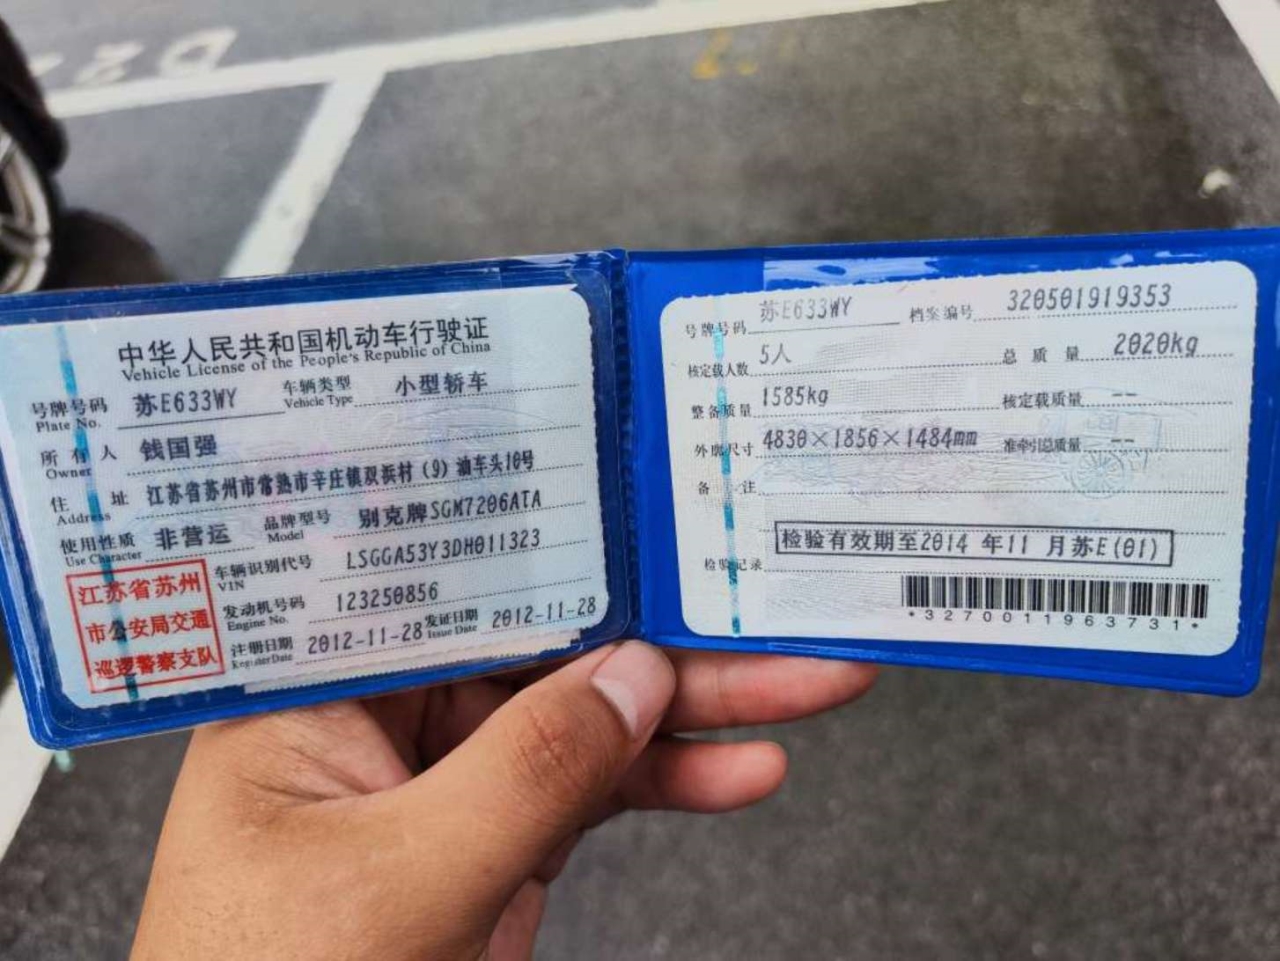 中华人民共和国机动车行驶证
Vehicle License of the People's Republic of China
号牌号码 苏E633WY 车辆类型 小型轿车
Plate No. Vehicle Type
所有人 钱国强
Owner
住址 江苏省苏州市常熟市辛庄镇双浜村(9)油车头10号
Address
使用性质 非营运 品牌型号 别克牌SGM7206ATA
Use Character Model
车辆识别代号 LSGGA53Y3DH011323
VIN
发动机号码 123250856
Engine No.
注册日期 2012-11-28 发证日期 2012-11-28
Register Date Issue Date
江苏省苏州
市公安局交通
巡逻警察支队
号牌号码 苏E633WY 档案编号 320501919353
核定载人数 5人 总质量 2020kg
整备质量 1585kg 核定载质量 --
外廓尺寸 4830×1856×1484mm 准牵引总质量 --
备注
检验记录 检验有效期至2014年11月苏E(01)
*3270011963731*